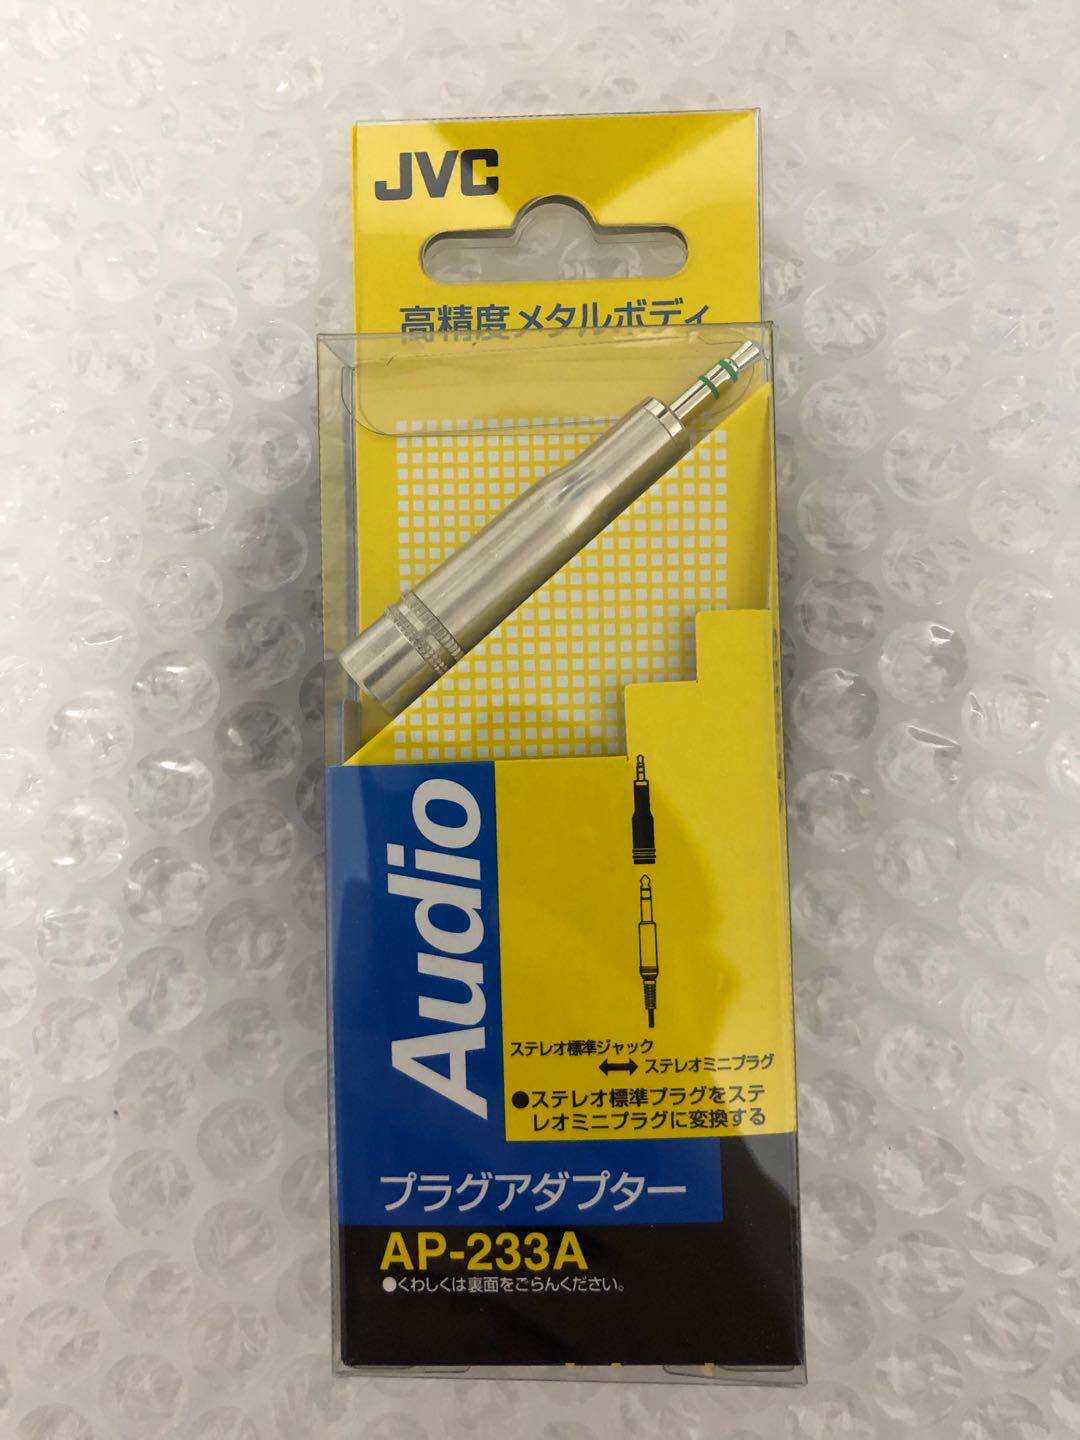 JVC
高精度メタルボディ
Audio
ステレオ標準ジャック
ステレオミニプラグ
●ステレオ標準プラグをステ
レオミニプラグに変換する
プラグアダプター
AP-233A
●くわしくは裏面をごらんください。